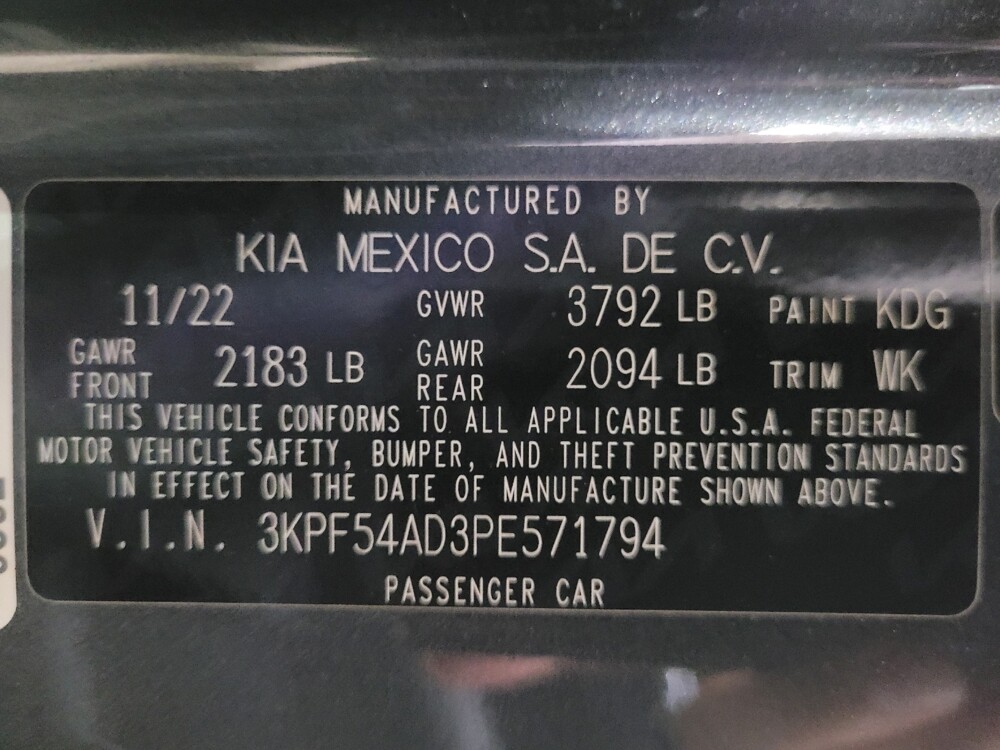 MANUFACTURED BY
KIA MEXICO S.A. DE C.V.
11/22 GVWR 3792 LB PAINT KDG
GAWR FRONT 2183 LB GAWR REAR 2094 LB TRIM WK
THIS VEHICLE CONFORMS TO ALL APPLICABLE U.S.A. FEDERAL
MOTOR VEHICLE SAFETY, BUMPER, AND THEFT PREVENTION STANDARDS
IN EFFECT ON THE DATE OF MANUFACTURE SHOWN ABOVE.
V.I.N. 3KPF54AD3PE571794
PASSENGER CAR